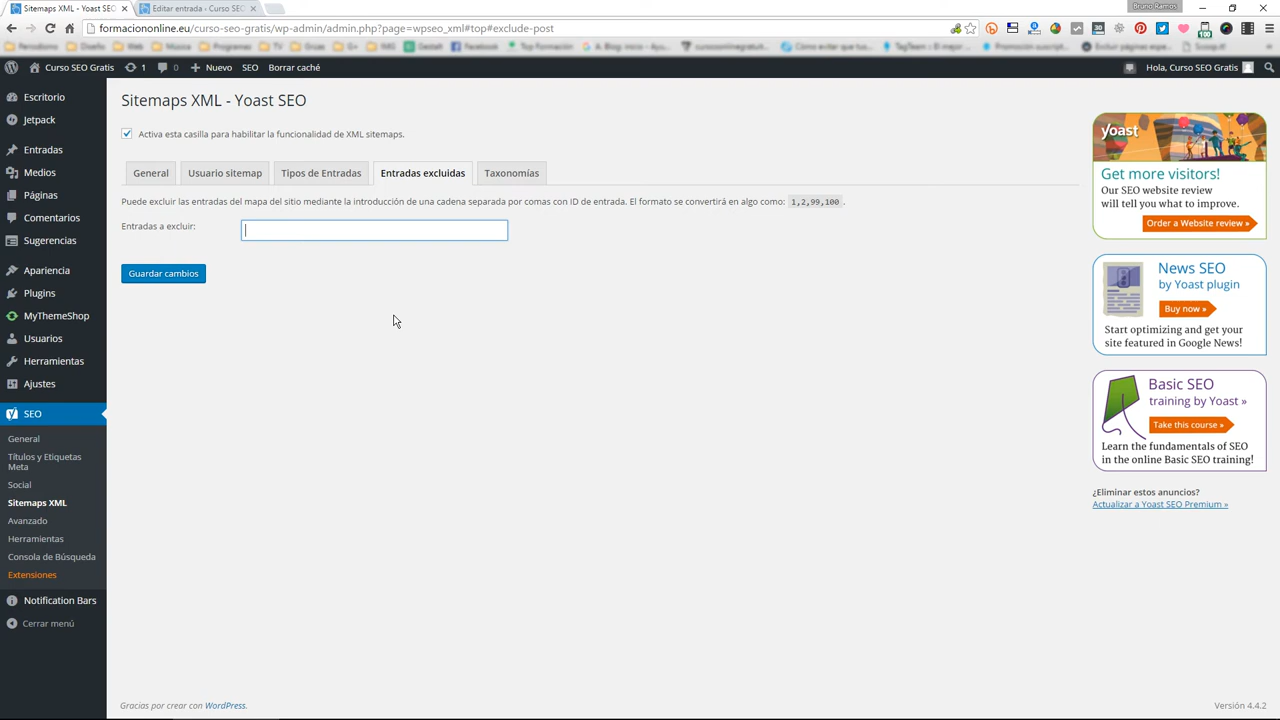 Sitemaps XML - Yoast SEO
Editar entrada - Curso SEO
Bruno Ramos
formaciononline.eu/curso-seo-gratis/wp-admin/admin.php?page=wpseo_xml#top#exclude-post
Curso SEO Gratis
1
0
Nuevo
SEO
Borrar caché
Hola, Curso SEO Gratis
Escritorio
Jetpack
Entradas
Medios
Páginas
Comentarios
Sugerencias
Apariencia
Plugins
MyThemeShop
Usuarios
Herramientas
Ajustes
SEO
General
Títulos y Etiquetas
Meta
Social
Sitemaps XML
Avanzado
Herramientas
Consola de Búsqueda
Extensiones
Notification Bars
Cerrar menú
Sitemaps XML - Yoast SEO
Activa esta casilla para habilitar la funcionalidad de XML sitemaps.
General
Usuario sitemap
Tipos de Entradas
Entradas excluidas
Taxonomías
Puede excluir las entradas del mapa del sitio mediante la introducción de una cadena separada por comas con ID de entrada. El formato se convertirá en algo como: 1,2,99,100.
Entradas a excluir:
Guardar cambios
yoast
Get more visitors!
Our SEO website review
will tell you what to improve.
Order a Website review »
News SEO
by Yoast plugin
Buy now »
Start optimizing and get your
site featured in Google News!
Basic SEO
training by Yoast »
Take this course »
Learn the fundamentals of SEO
in the online Basic SEO training!
¿Eliminar estos anuncios?
Actualizar a Yoast SEO Premium »
Gracias por crear con WordPress.
Versión 4.4.2